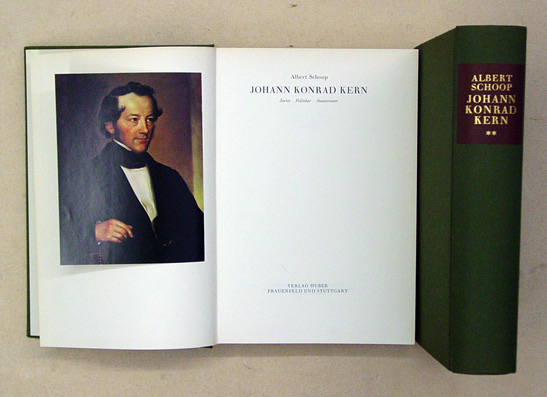 Albert Schoop
JOHANN KONRAD KERN
Jurist Politiker Staatsmann
VERLAG HUBER
FRAUENFELD UND STUTTGART
ALBERT
SCHOOP
JOHANN
KONRAD
KERN
**